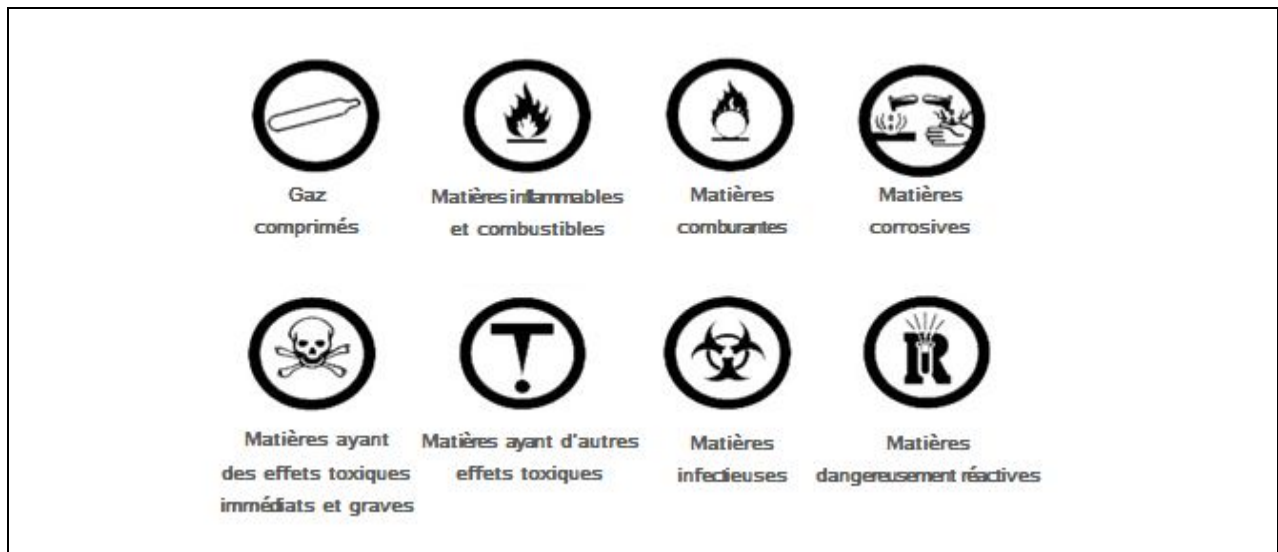 Gaz
comprimés
Matières inflammables
et combustibles
Matières
comburantes
Matières
corrosives
Matières ayant
des effets toxiques
immédiats et graves
Matières ayant d'autres
effets toxiques
Matières
infectieuses
Matières
dangereusement réactives